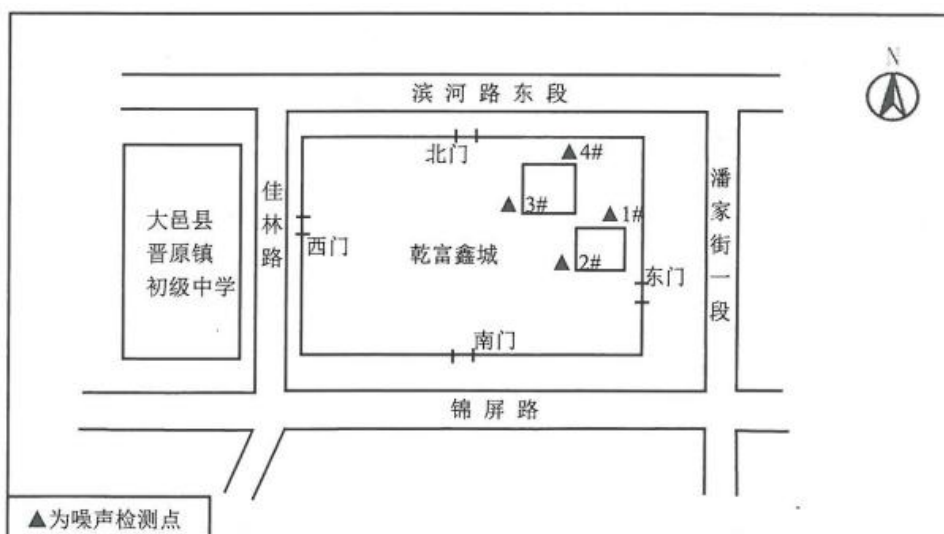 N
滨河路东段
北门
4#
佳林路
3#
1#
潘家街一段
大邑县
晋原镇
初级中学
西门
乾富鑫城
2#
东门
南门
锦屏路
▲为噪声检测点